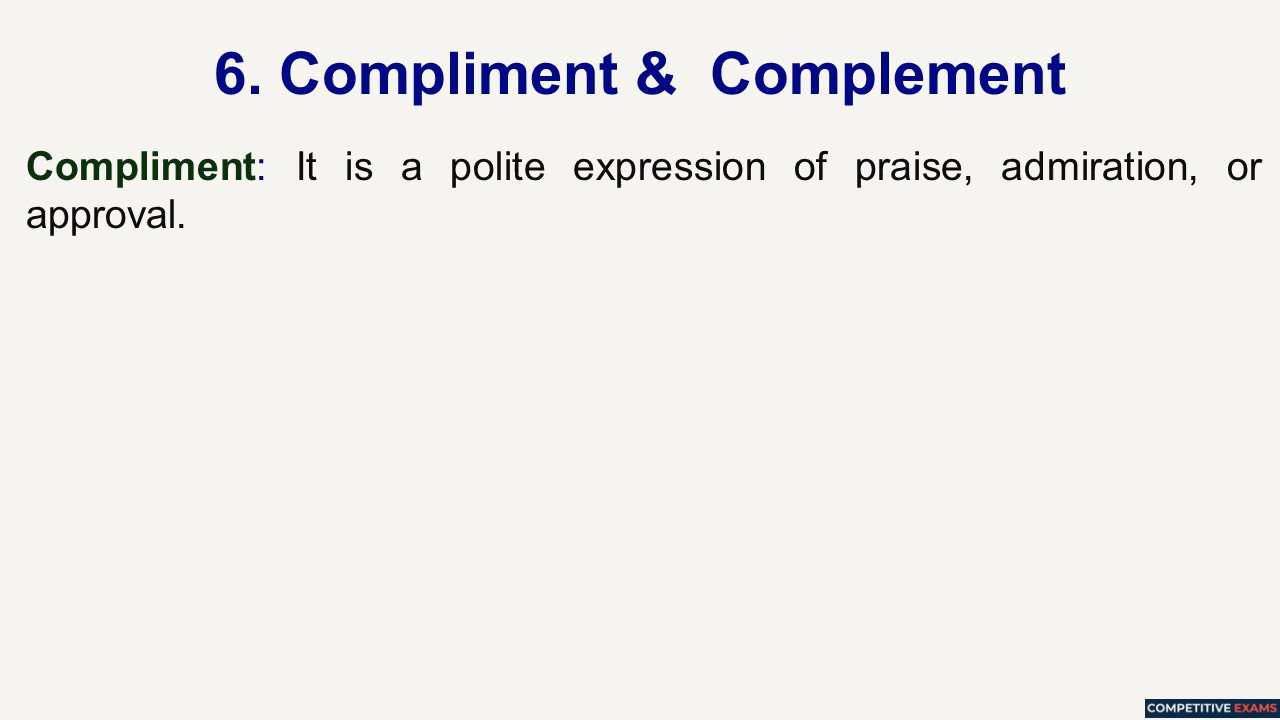 6. Compliment & Complement
Compliment: It is a polite expression of praise, admiration, or
approval.
COMPETITIVE EXAMS